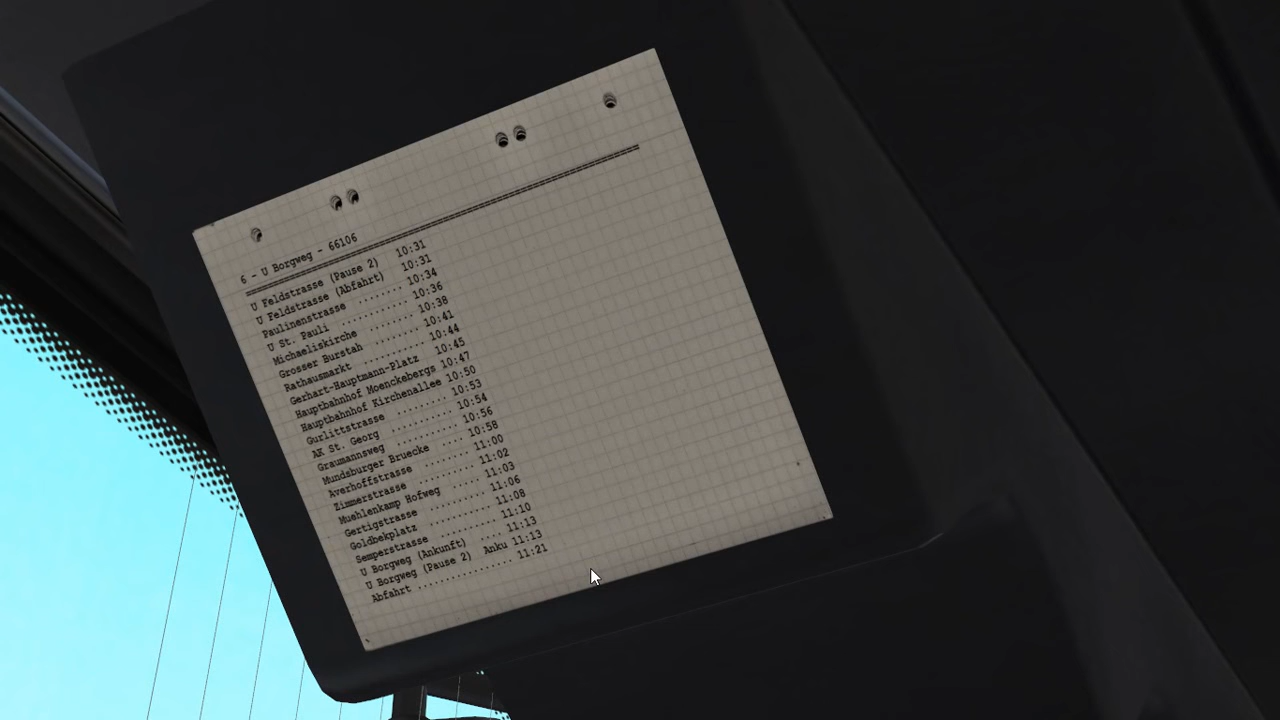 6 - U Borgweg - 66106
U Feldstrasse (Pause 2) 10:31
U Feldstrasse (Abfahrt) 10:31
Paulinenstrasse ........ 10:34
U St. Pauli ............ 10:36
Michaeliskirche ........ 10:38
Grosser Burstah ........ 10:41
Rathausmarkt ........... 10:44
Gerhart-Hauptmann-Platz 10:45
Hauptbahnhof Moenckebergs 10:47
Hauptbahnhof Kirchenallee 10:50
Gurlittstrasse ......... 10:53
AK St. Georg ........... 10:54
Graumannsweg ........... 10:56
Mundsburger Bruecke .... 10:58
Averhoffstrasse ........ 11:00
Zimmerstrasse .......... 11:02
Muehlenkamp Hofweg ..... 11:03
Gertigstrasse .......... 11:06
Goldbekplatz ........... 11:08
Semperstrasse .......... 11:10
U Borgweg (Ankunft) .... 11:13
U Borgweg (Pause 2) Anku 11:13
Abfahrt ................ 11:21